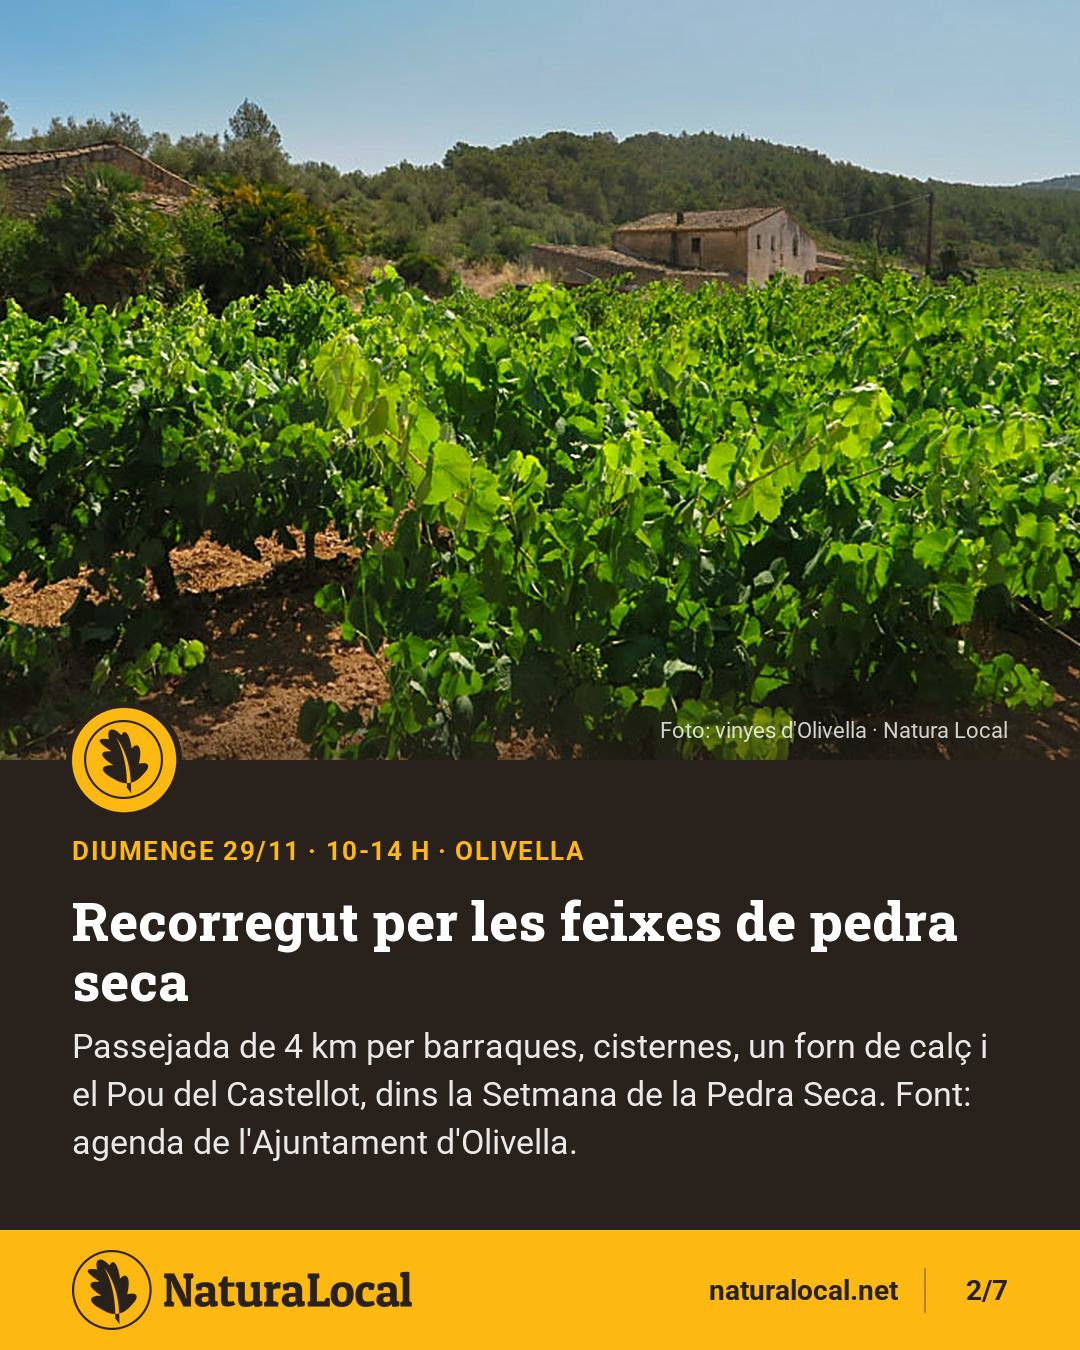 Foto: vinyes d'Olivella · Natura Local
DIUMENGE 29/11 · 10-14 H · OLIVELLA
Recorregut per les feixes de pedra
seca
Passejada de 4 km per barraques, cisternes, un forn de calç i
el Pou del Castellot, dins la Setmana de la Pedra Seca. Font:
agenda de l'Ajuntament d'Olivella.
NaturaLocal
naturalocal.net
2/7